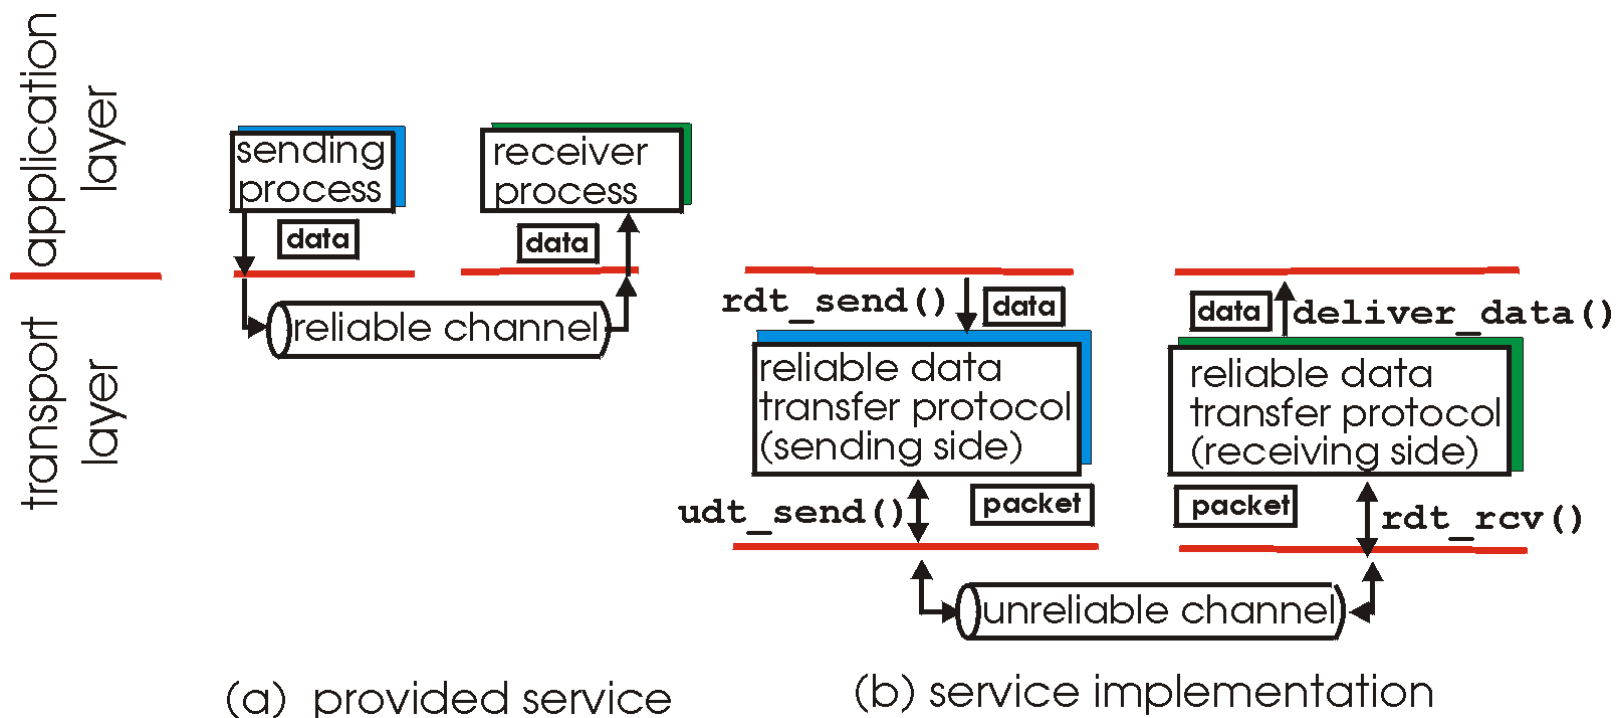 application
layer
transport
layer
sending
process
data
receiver
process
data
reliable channel
(a) provided service
rdt_send()
data
reliable data
transfer protocol
(sending side)
udt_send()
packet
data
deliver_data()
reliable data
transfer protocol
(receiving side)
packet
rdt_rcv()
unreliable channel
(b) service implementation